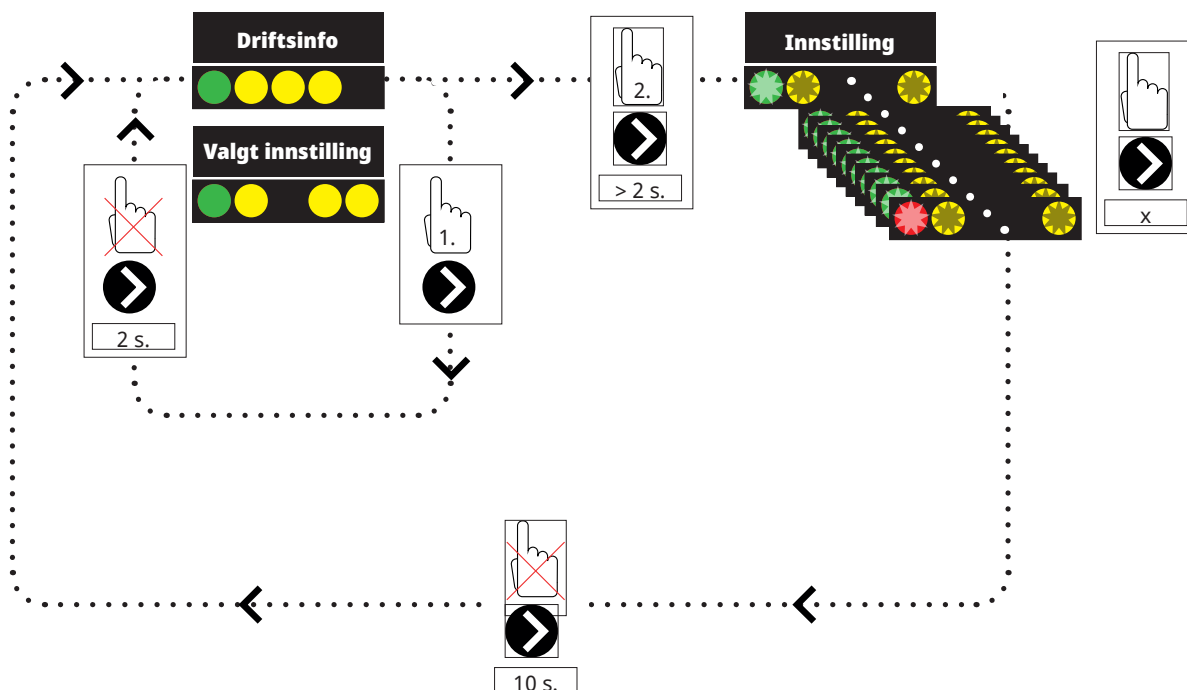 Driftsinfo
Valgt innstilling
2 s.
1.
2.
> 2 s.
Innstilling
x
10 s.